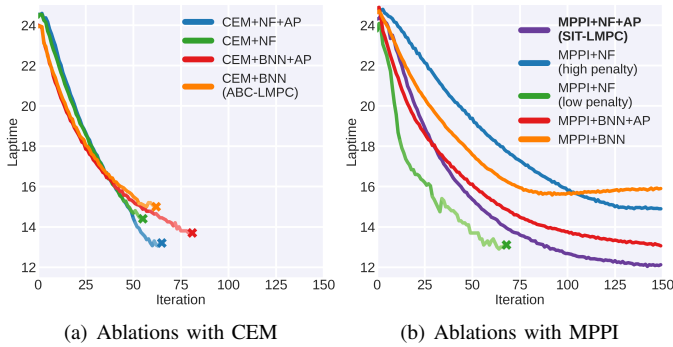 24
22
20
18
16
14
12
Laptime
0 25 50 75 100 125 150
Iteration
CEM+NF+AP
CEM+NF
CEM+BNN+AP
CEM+BNN
(ABC-LMPC)
(a) Ablations with CEM
24
22
20
18
16
14
12
Laptime
0 25 50 75 100 125 150
Iteration
MPPI+NF+AP
(SIT-LMPC)
MPPI+NF
(high penalty)
MPPI+NF
(low penalty)
MPPI+BNN+AP
MPPI+BNN
(b) Ablations with MPPI